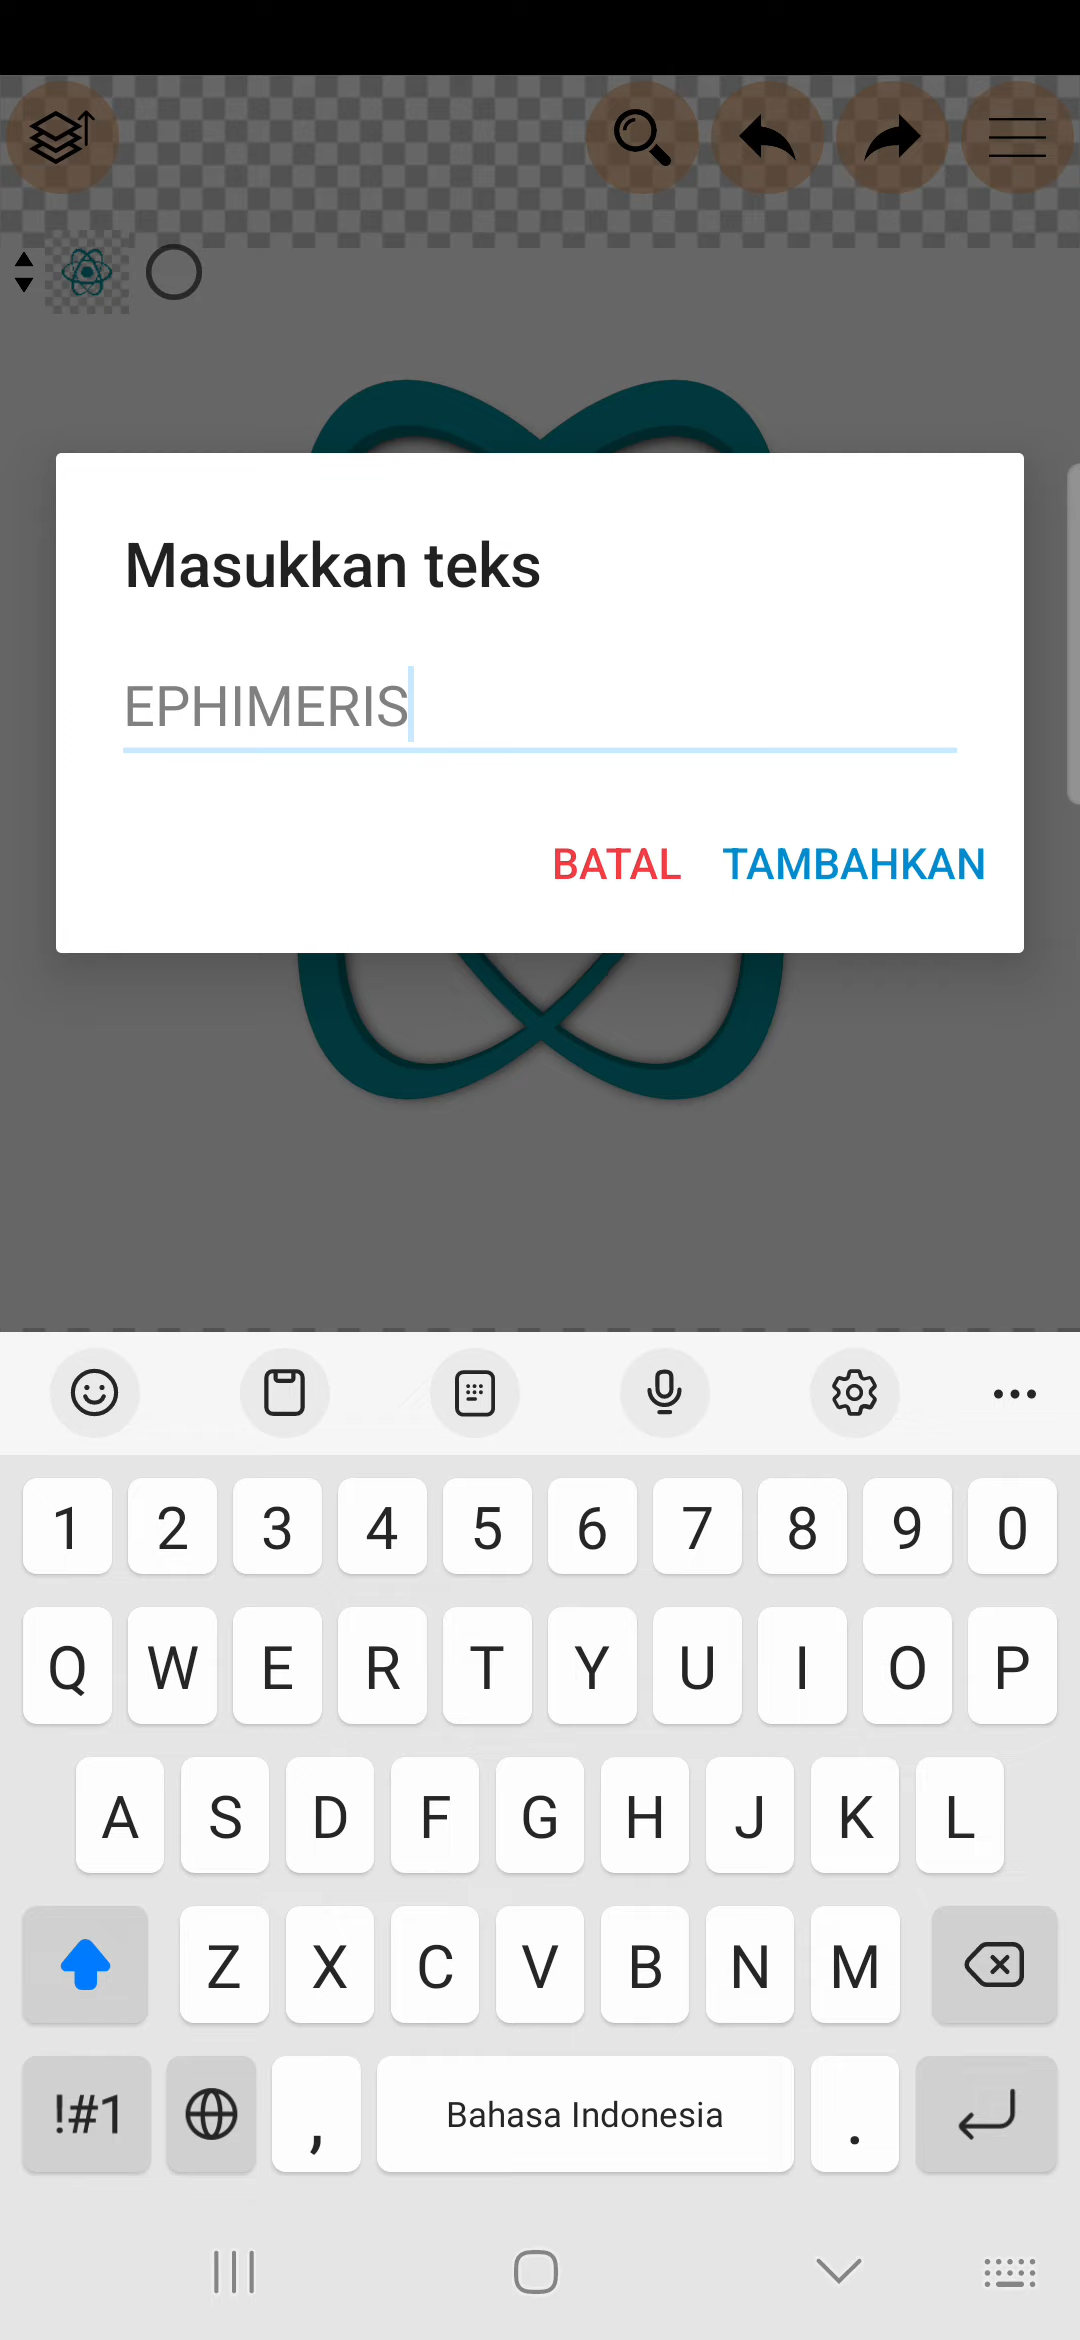 Masukkan teks
EPHIMERIS
BATAL TAMBAHKAN
1 2 3 4 5 6 7 8 9 0
Q W E R T Y U I O P
A S D F G H J K L
Z X C V B N M
!#1 , Bahasa Indonesia .